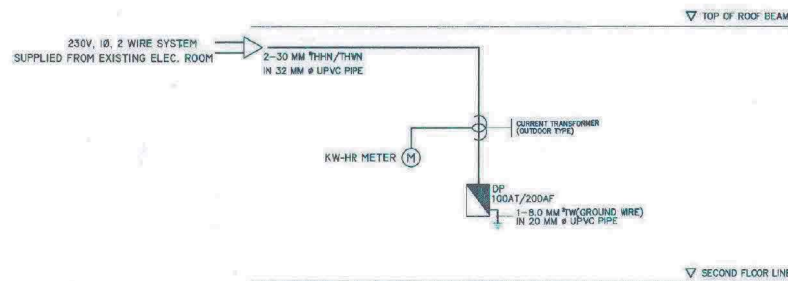 TOP OF ROOF BEAM
230V, 1Ø, 2 WIRE SYSTEM
SUPPLIED FROM EXISTING ELEC. ROOM
2-30 MM ²THHN/THWN
IN 32 MM ø UPVC PIPE
CURRENT TRANSFORMER
(OUTDOOR TYPE)
KW-HR METER M
DP
100AT/200AF
1-8.0 MM ²TW(GROUND WIRE)
IN 20 MM ø UPVC PIPE
SECOND FLOOR LINE